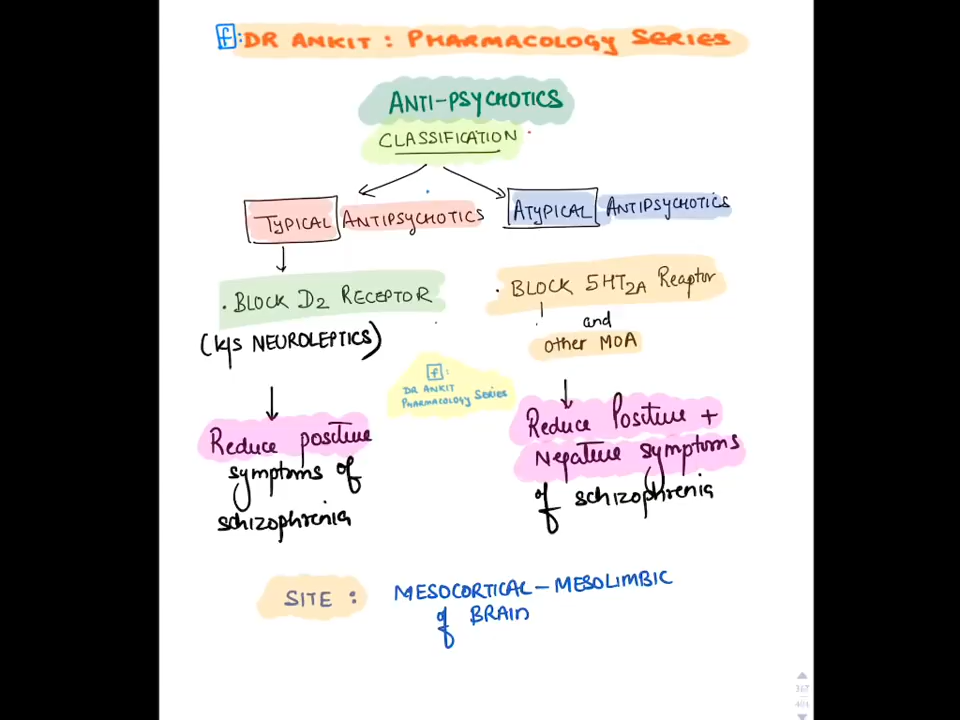 f: DR ANKIT : PHARMACOLOGY SERIES
ANTI-PSYCHOTICS
CLASSIFICATION
TYPICAL ANTIPSYCHOTICS
ATYPICAL ANTIPSYCHOTICS
. BLOCK D2 RECEPTOR
(k/s NEUROLEPTICS)
Reduce positive
symptoms of
schizophrenia
. BLOCK 5HT2A Reaptor
and
other MOA
Reduce Positive +
Negative symptoms
of schizophrenia
f:
DR ANKIT
PHARMACOLOGY SERIES
SITE : MESOCORTICAL – MESOLIMBIC
of BRAIN